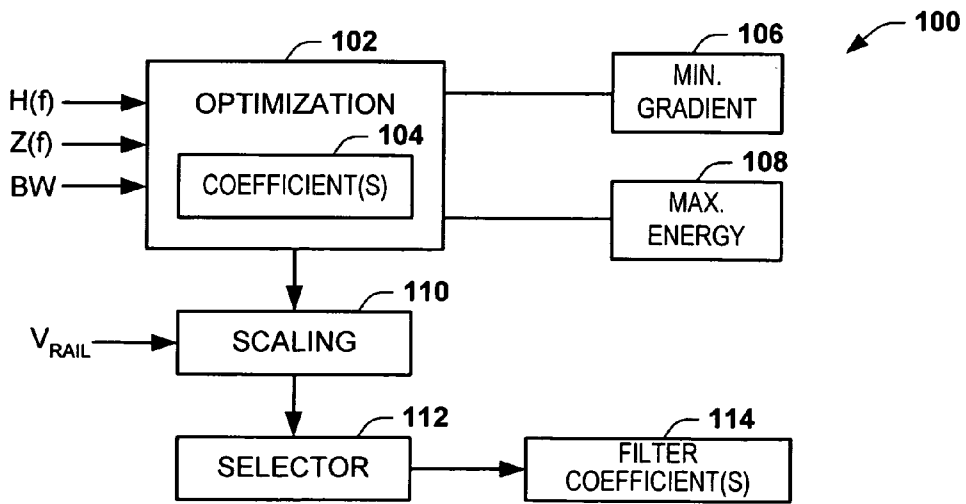 100
102
106
MIN.
GRADIENT
H(f)
OPTIMIZATION
Z(f)
104
BW
COEFFICIENT(S)
108
MAX.
ENERGY
110
VRAIL
SCALING
112
SELECTOR
114
FILTER
COEFFICIENT(S)